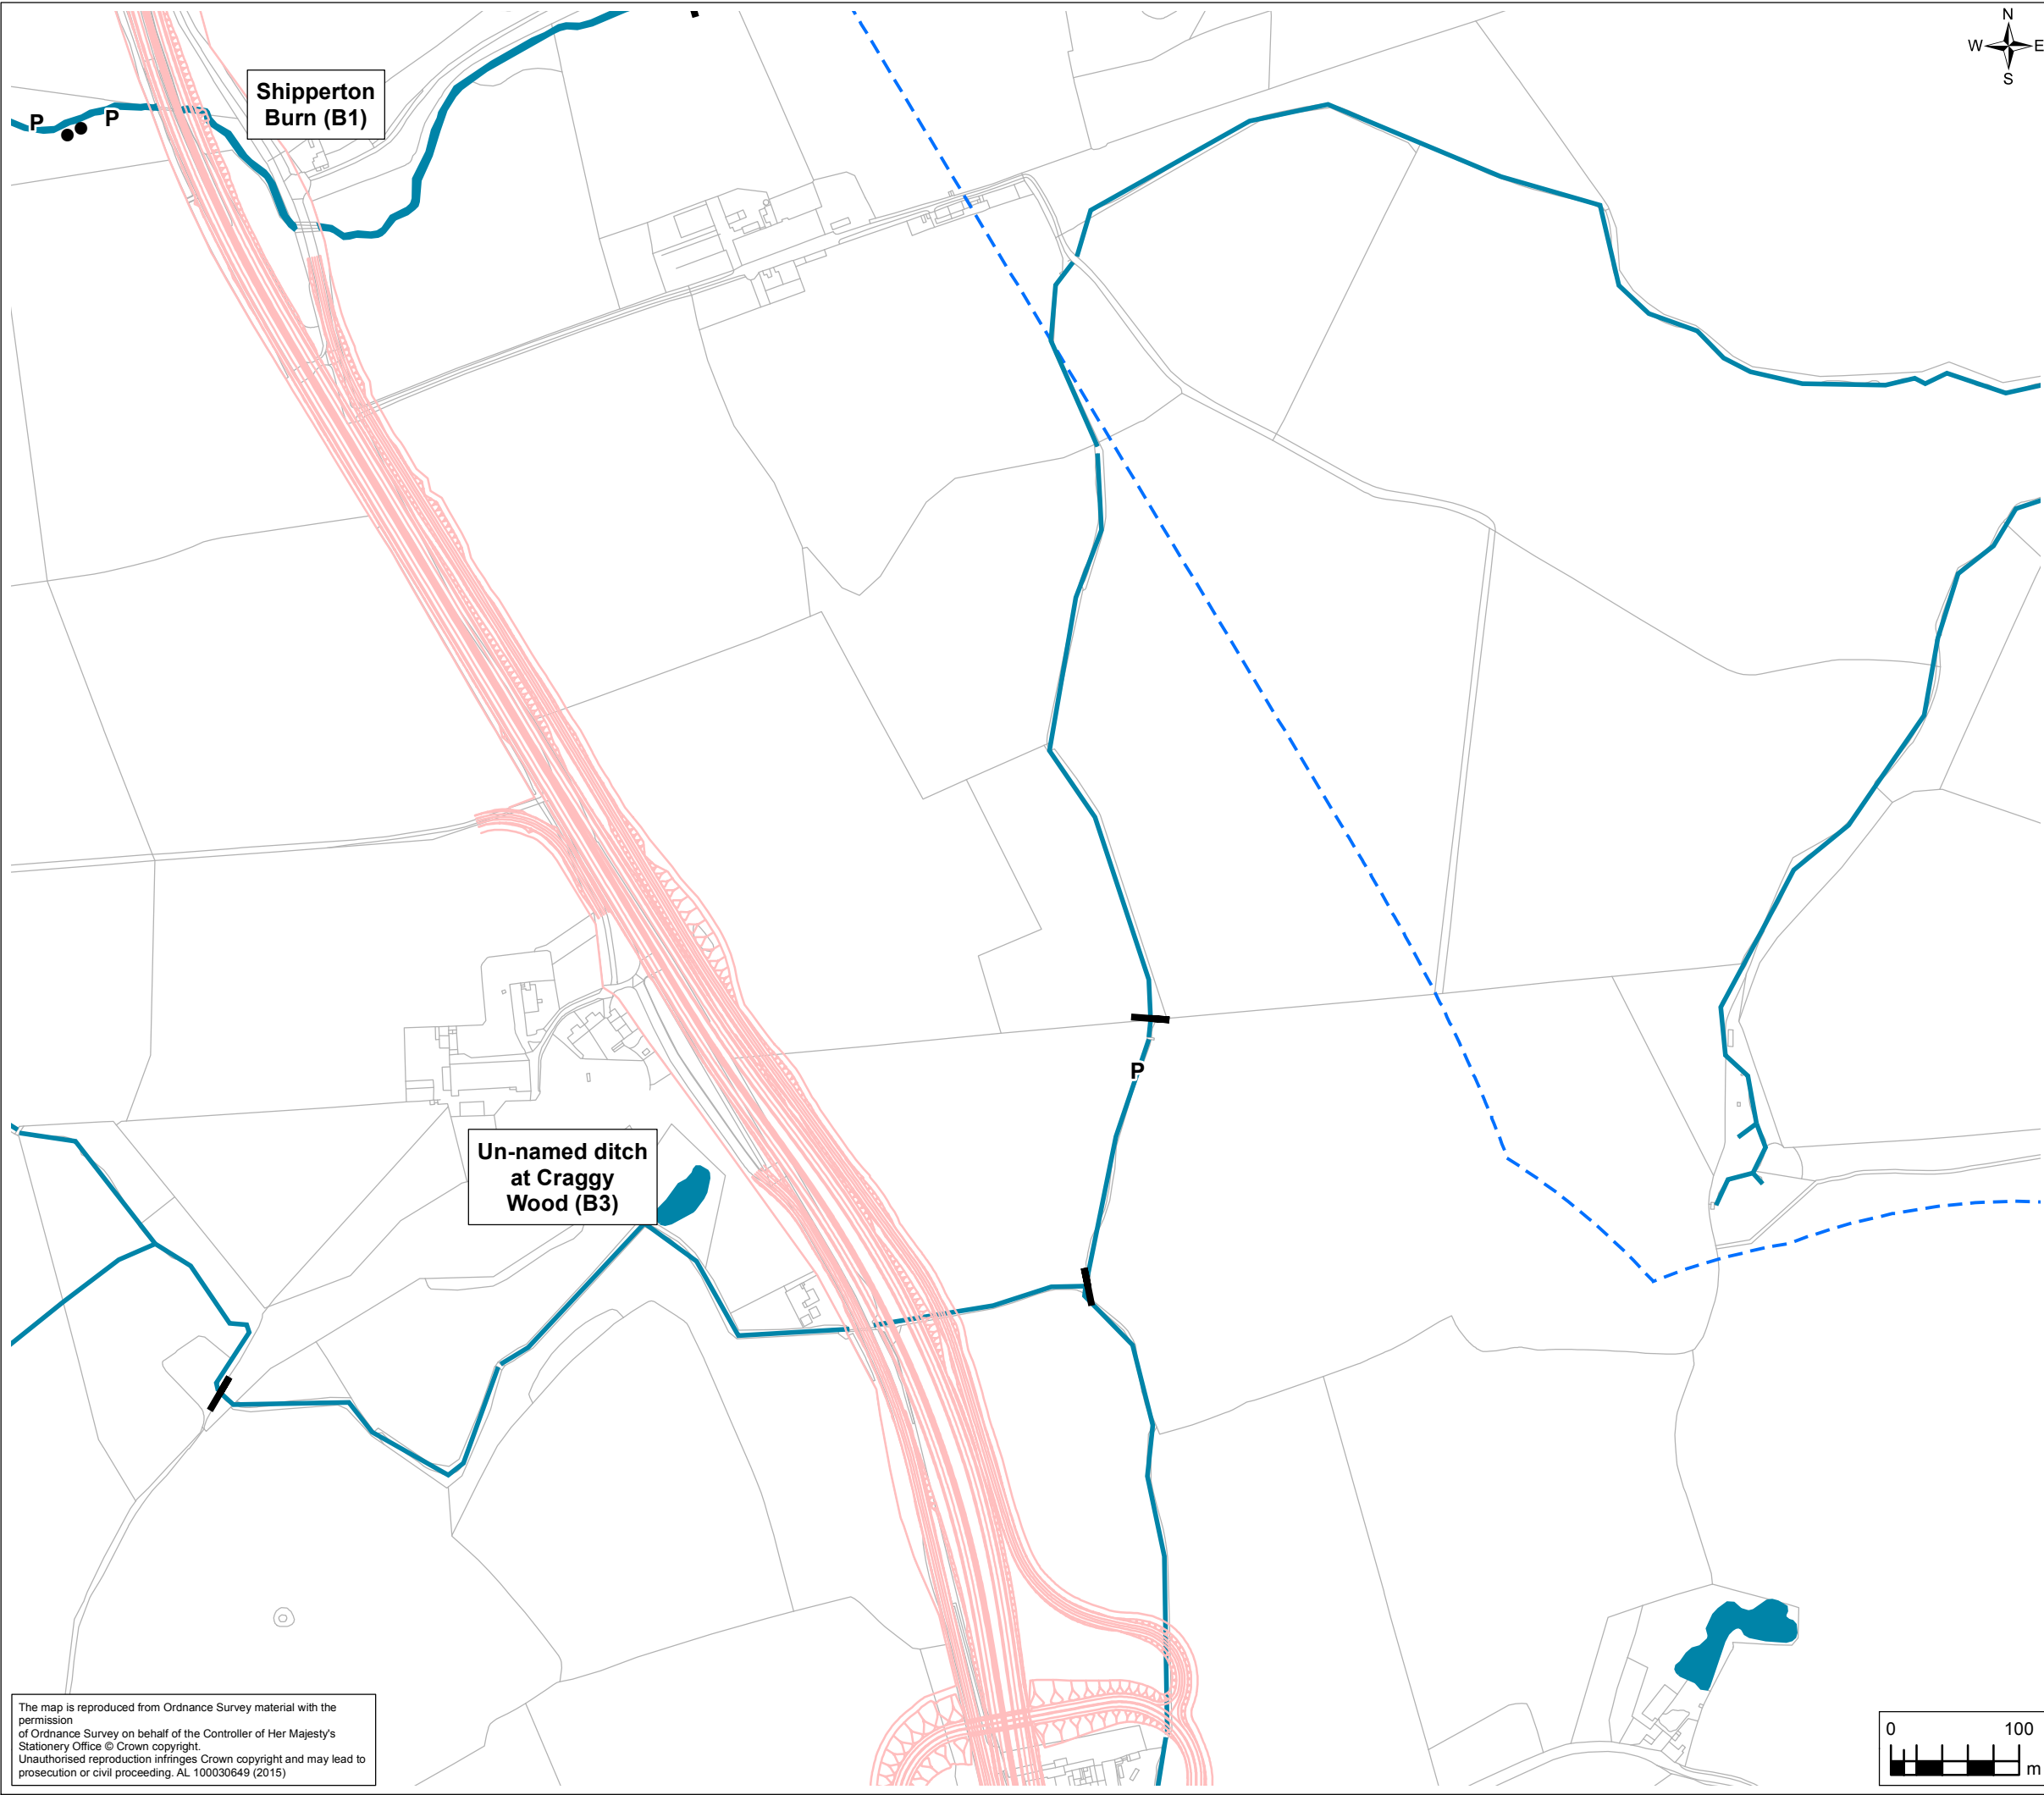 N
W E
S
Shipperton
Burn (B1)
P P
P
Un-named ditch
at Craggy
Wood (B3)
The map is reproduced from Ordnance Survey material with the
permission
of Ordnance Survey on behalf of the Controller of Her Majesty's
Stationery Office © Crown copyright.
Unauthorised reproduction infringes Crown copyright and may lead to
prosecution or civil proceeding. AL 100030649 (2015)
0 100
m